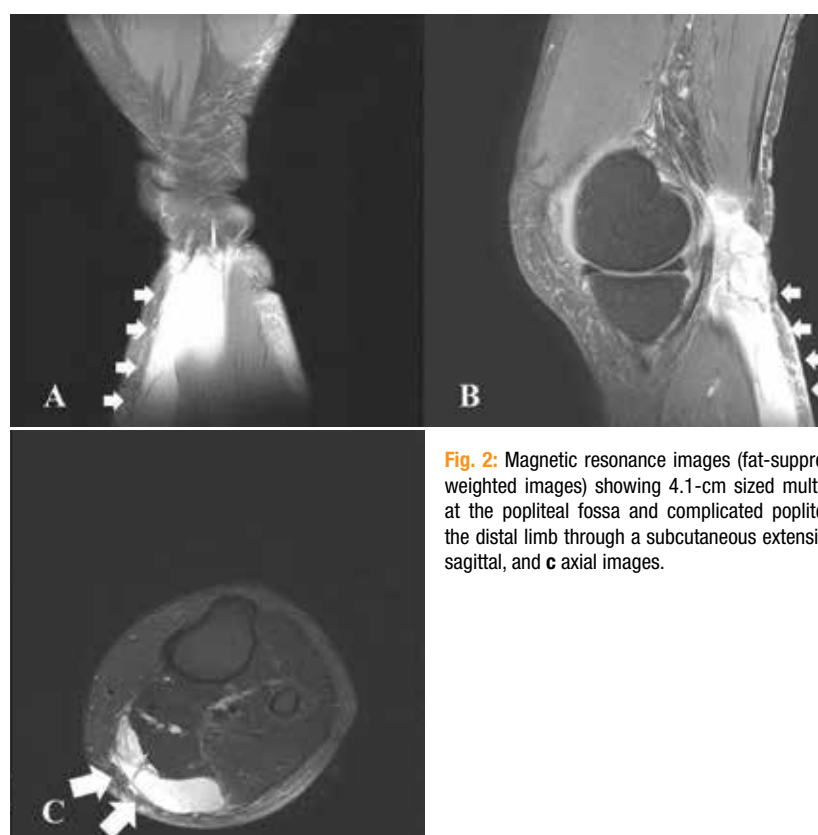 A
B
Fig. 2: Magnetic resonance images (fat-suppre
weighted images) showing 4.1-cm sized mult
at the popliteal fossa and complicated poplite
the distal limb through a subcutaneous extensi
sagittal, and c axial images.
C